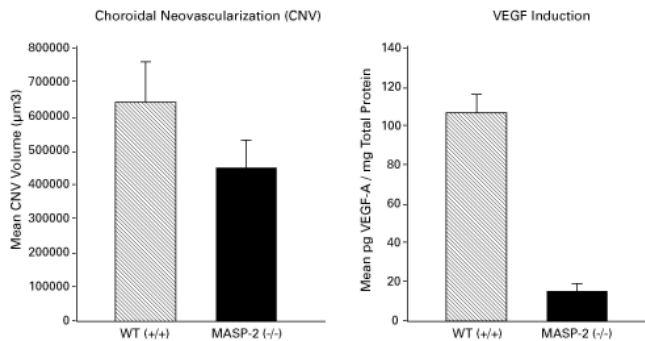 Choroidal Neovascularization (CNV)
Mean CNV Volume (µm3)
800000
700000
600000
500000
400000
300000
200000
100000
0
WT (+/+)
MASP-2 (-/-)
VEGF Induction
Mean pg VEGF-A / mg Total Protein
140
120
100
80
60
40
20
0
WT (+/+)
MASP-2 (-/-)